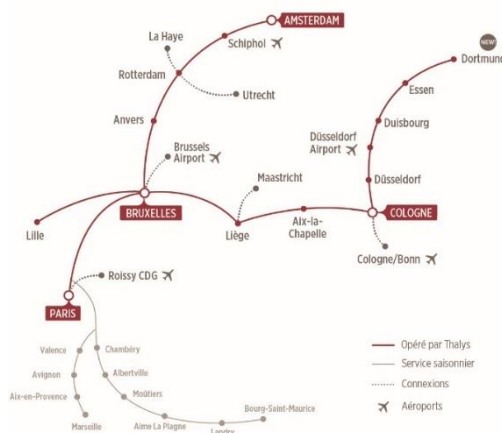 AMSTERDAM
La Haye
Schiphol
NEW!
Dortmund
Rotterdam
Utrecht
Essen
Anvers
Duisbourg
Brussels
Airport
Düsseldorf
Airport
Maastricht
Düsseldorf
Lille
BRUXELLES
Liège
Aix-la-
Chapelle
COLOGNE
Cologne/Bonn
Roissy CDG
PARIS
Valence
Chambéry
Avignon
Albertville
Aix-en-Provence
Moûtiers
Marseille
Aime La Plagne
Landry
Bourg-Saint-Maurice
Opéré par Thalys
Service saisonnier
Connexions
Aéroports